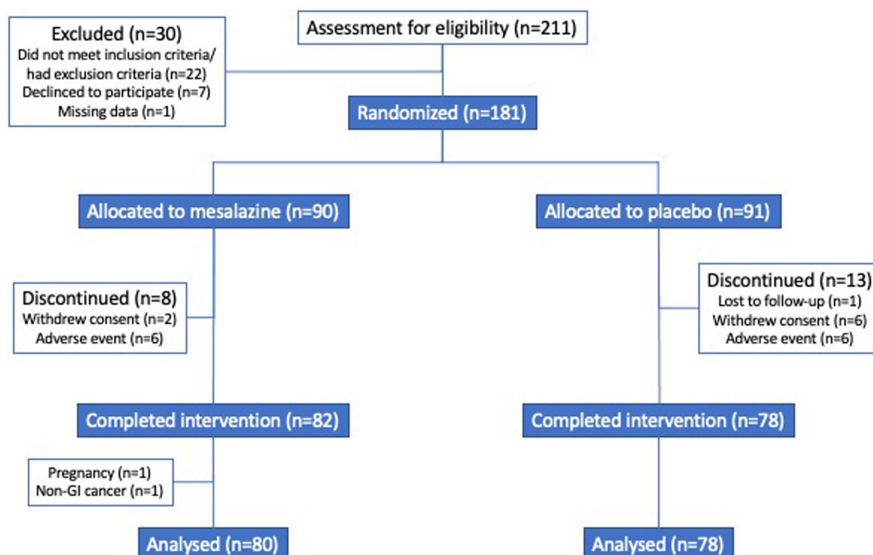 Assessment for eligibility (n=211)
Excluded (n=30)
Did not meet inclusion criteria/
had exclusion criteria (n=22)
Declinced to participate (n=7)
Missing data (n=1)
Randomized (n=181)
Allocated to mesalazine (n=90)
Allocated to placebo (n=91)
Discontinued (n=8)
Withdrew consent (n=2)
Adverse event (n=6)
Discontinued (n=13)
Lost to follow-up (n=1)
Withdrew consent (n=6)
Adverse event (n=6)
Completed intervention (n=82)
Completed intervention (n=78)
Pregnancy (n=1)
Non-GI cancer (n=1)
Analysed (n=80)
Analysed (n=78)